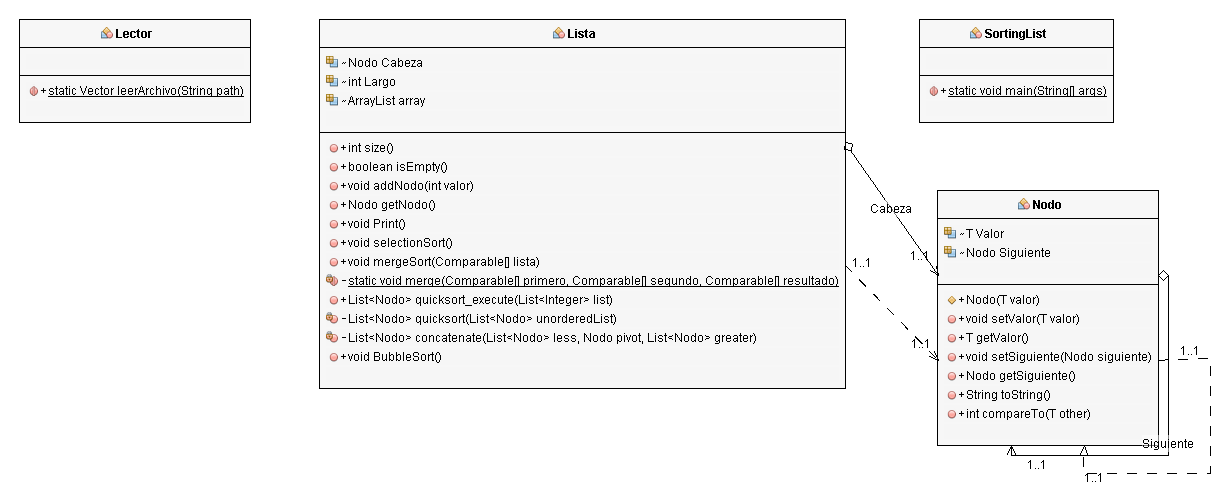 Lector
+static Vector leerArchivo(String path)
Lista
~Nodo Cabeza
~int Largo
~ArrayList array
+int size()
+boolean isEmpty()
+void addNodo(int valor)
+Nodo getNodo()
+void Print()
+void selectionSort()
+void mergeSort(Comparable[] lista)
-static void merge(Comparable[] primero, Comparable[] segundo, Comparable[] resultado)
+List<Nodo> quicksort_execute(List<Integer> list)
-List<Nodo> quicksort(List<Nodo> unorderedList)
-List<Nodo> concatenate(List<Nodo> less, Nodo pivot, List<Nodo> greater)
+void BubbleSort()
SortingList
+static void main(String[] args)
Cabeza
1..1
1..1
1..1
Nodo
~T Valor
~Nodo Siguiente
+Nodo(T valor)
+void setValor(T valor)
+T getValor()
+void setSiguiente(Nodo siguiente)
+Nodo getSiguiente()
+String toString()
+int compareTo(T other)
1..1
Siguiente
1..1
1..1